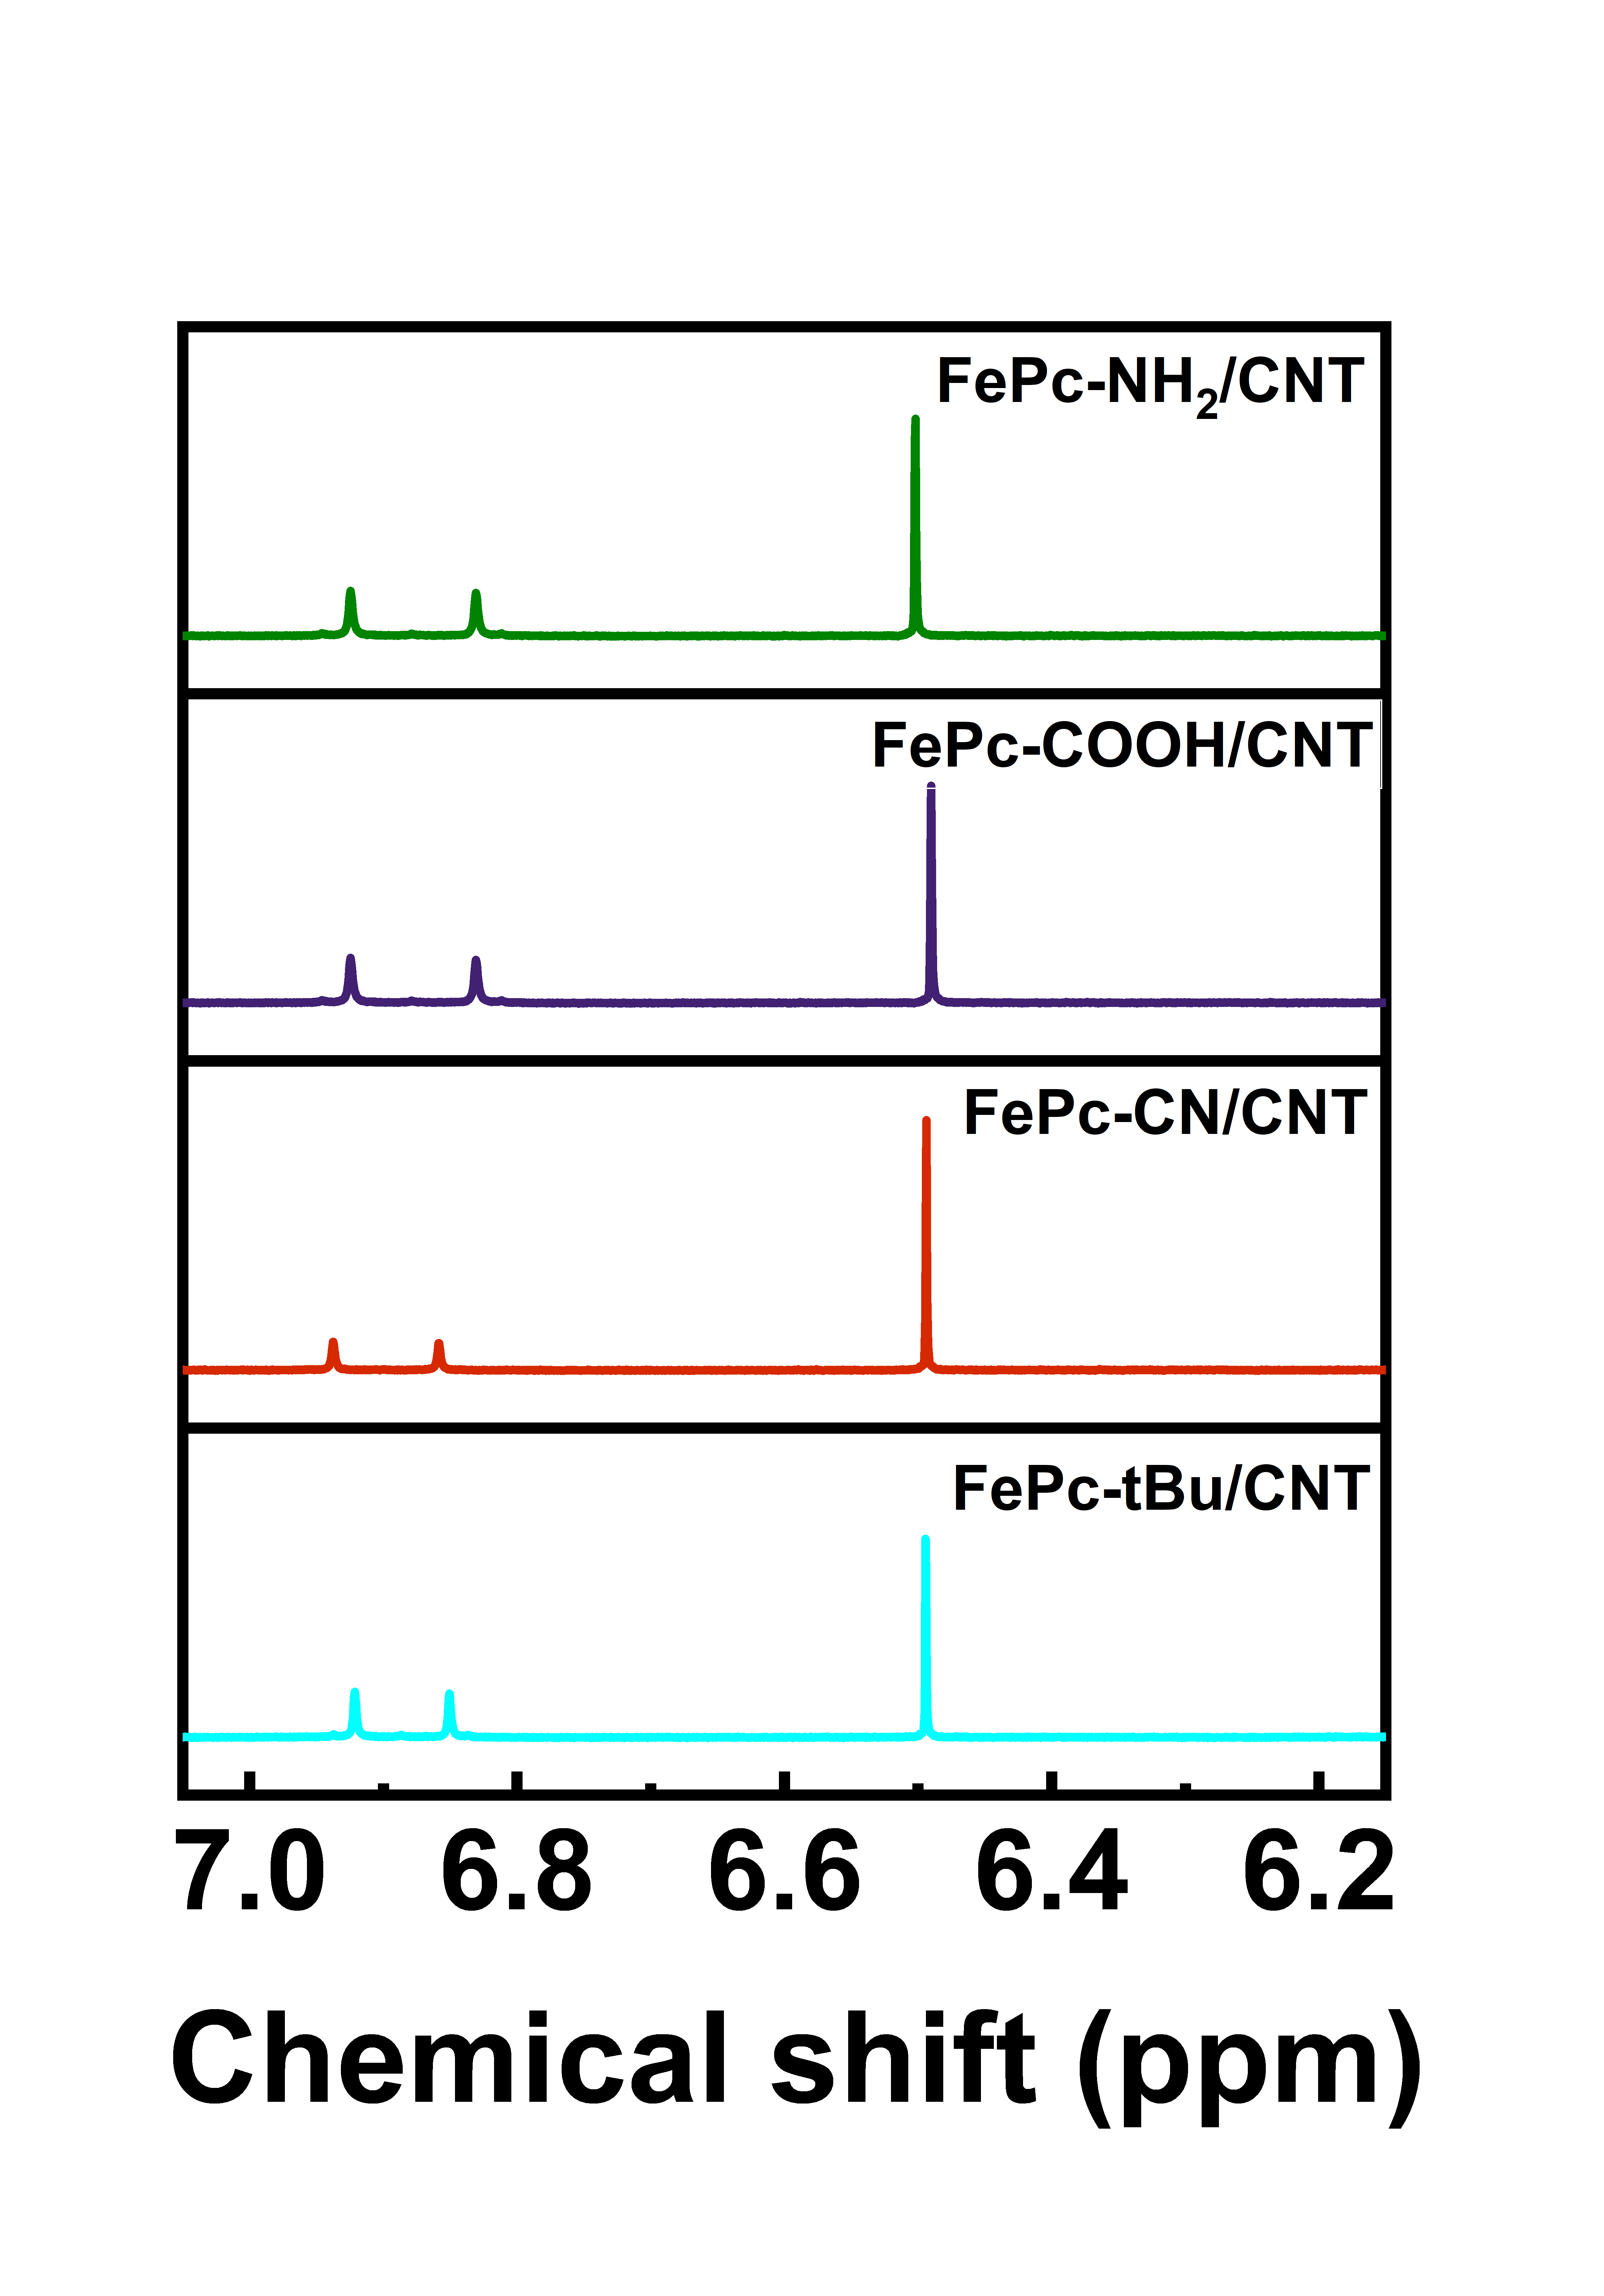 FePc-NH₂/CNT
FePc-COOH/CNT
FePc-CN/CNT
FePc-tBu/CNT
7.0 6.8 6.6 6.4 6.2
Chemical shift (ppm)